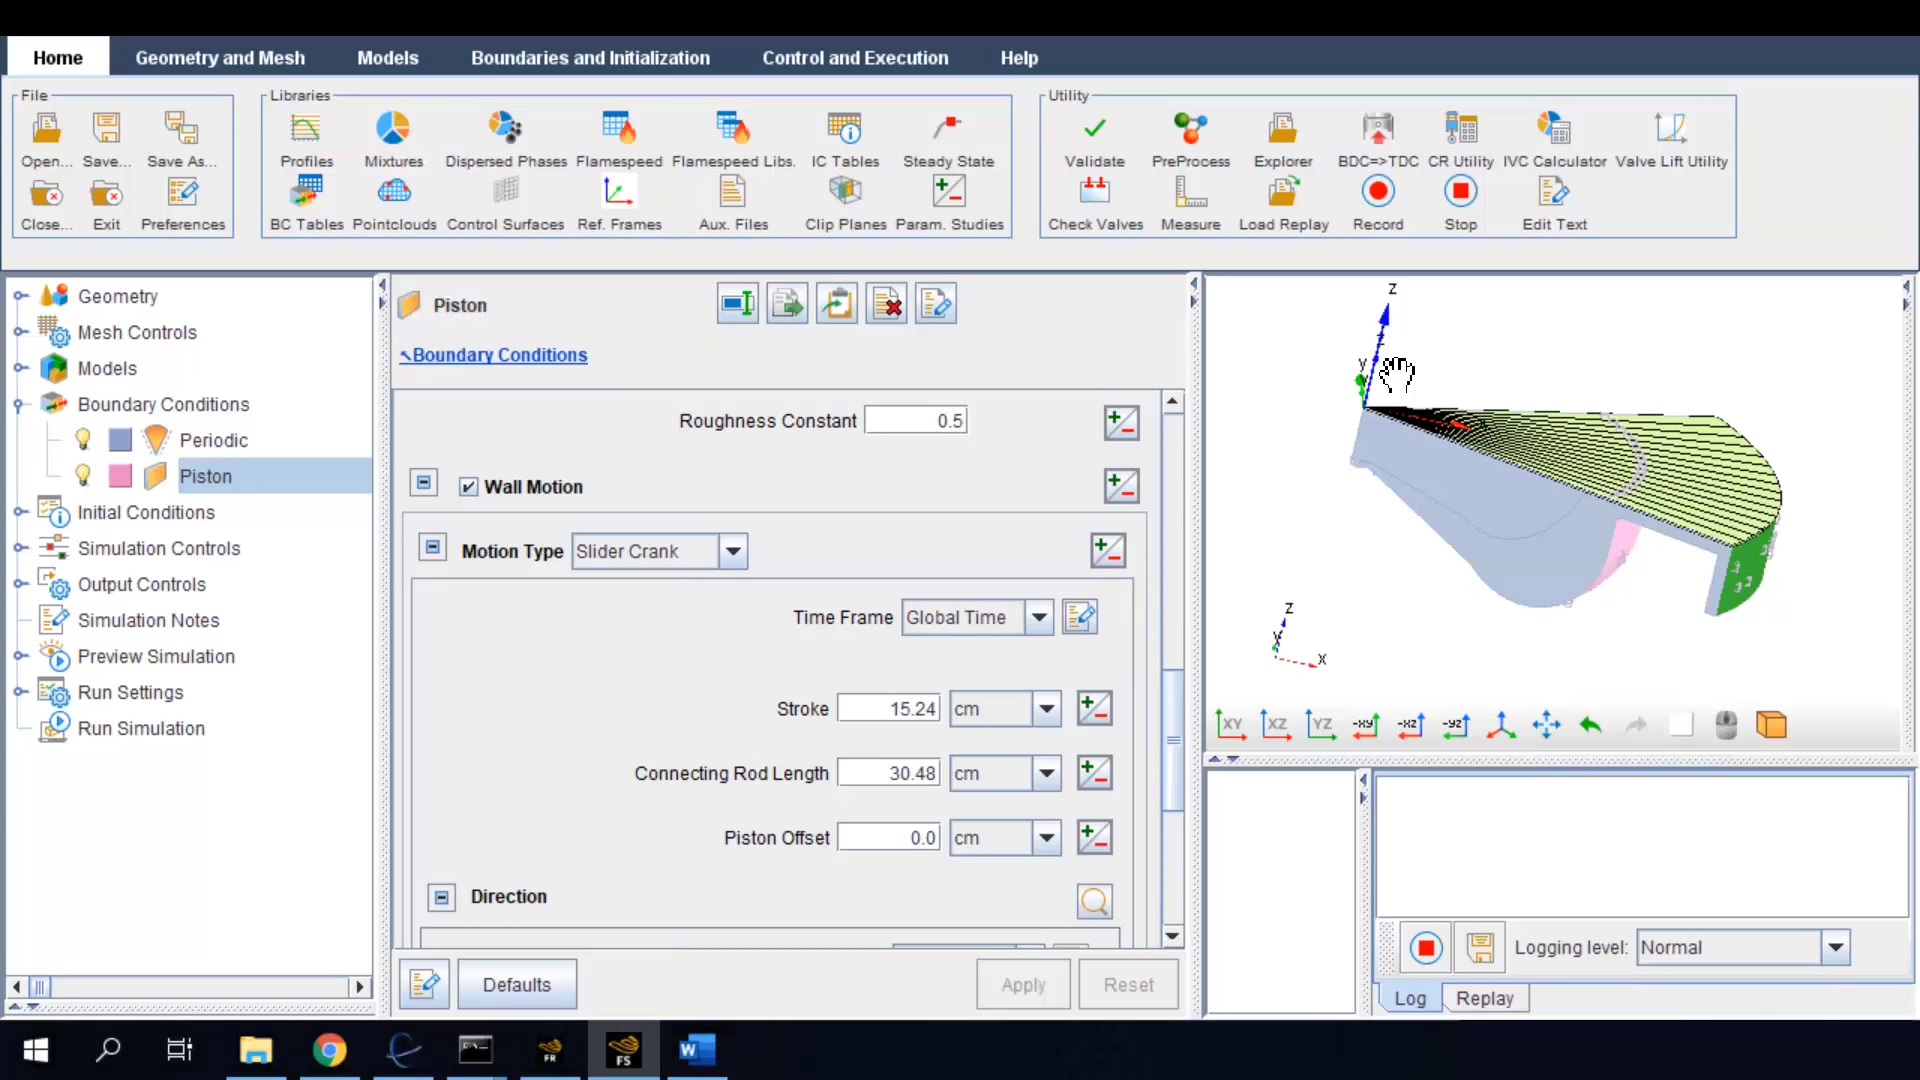 Home Geometry and Mesh Models Boundaries and Initialization Control and Execution Help
File Libraries Utility
Open... Save... Save As... Profiles Mixtures Dispersed Phases Flamespeed Flamespeed Libs. IC Tables Steady State Validate PreProcess Explorer BDC=>TDC CR Utility IVC Calculator Valve Lift Utility
Close... Exit Preferences BC Tables Pointclouds Control Surfaces Ref. Frames Aux. Files Clip Planes Param. Studies Check Valves Measure Load Replay Record Stop Edit Text
Geometry
Mesh Controls
Models
Boundary Conditions
Periodic
Piston
Initial Conditions
Simulation Controls
Output Controls
Simulation Notes
Preview Simulation
Run Settings
Run Simulation
Piston
Boundary Conditions
Roughness Constant 0.5
Wall Motion
Motion Type Slider Crank
Time Frame Global Time
Stroke 15.24 cm
Connecting Rod Length 30.48 cm
Piston Offset 0.0 cm
Direction
Defaults Apply Reset
Z
Z
Y
Z
Y
X
XY XZ YZ -xy -xz -yz
Logging level: Normal
Log Replay
FR FS W